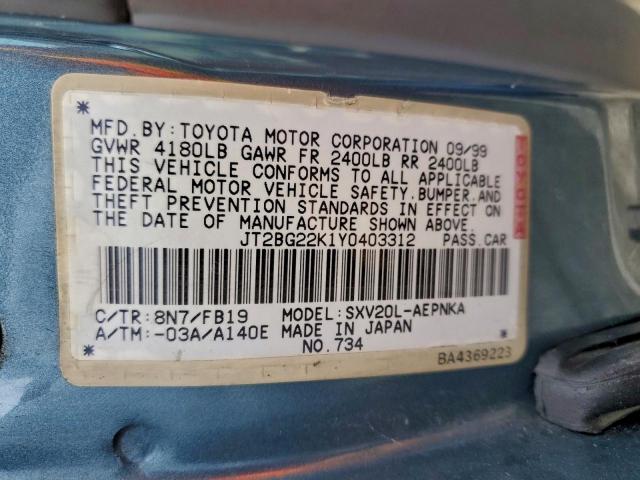 MFD.BY:TOYOTA MOTOR CORPORATION 09/99
GVWR 4180LB GAWR FR 2400LB RR 2400LB
THIS VEHICLE CONFORMS TO ALL APPLICABLE
FEDERAL MOTOR VEHICLE SAFETY,BUMPER,AND
THEFT PREVENTION STANDARDS IN EFFECT ON
THE DATE OF MANUFACTURE SHOWN ABOVE.
JT2BG22K1Y0403312 PASS.CAR
C/TR:8N7/FB19 MODEL:SXV20L-AEPNKA
A/TM:-03A/A140E MADE IN JAPAN
NO.734
BA4369223
TOYOTA